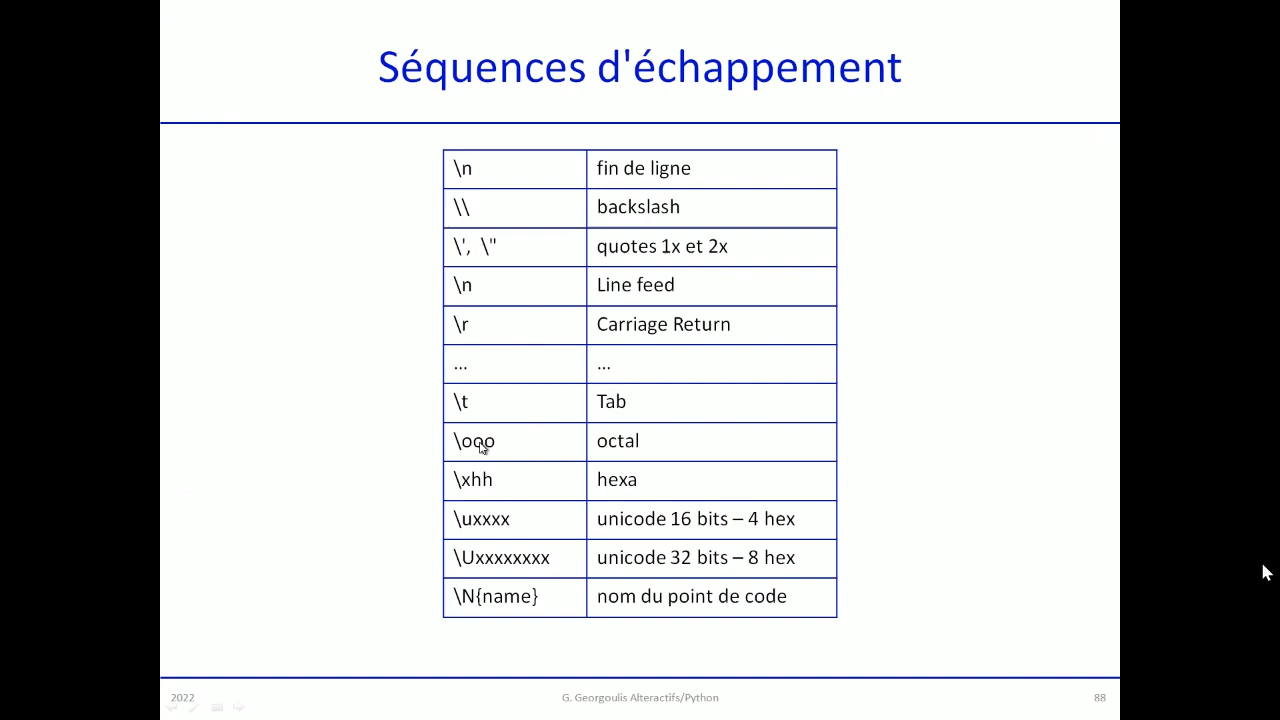 Séquences d'échappement
\n fin de ligne
\\ backslash
\', \" quotes 1x et 2x
\n Line feed
\r Carriage Return
... ...
\t Tab
\ooo octal
\xhh hexa
\uxxxx unicode 16 bits – 4 hex
\Uxxxxxxxx unicode 32 bits – 8 hex
\N{name} nom du point de code
2022 G. Georgoulis Alteractifs/Python 88